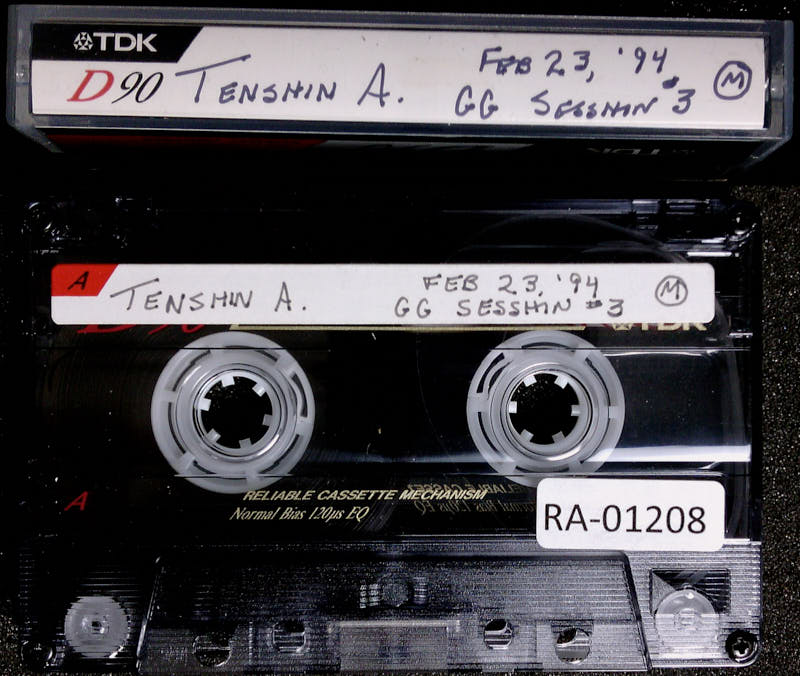 TDK
D90
TENSHIN A.
FEB 23, '94
GG SESSHIN #3
M
A
TENSHIN A.
FEB 23, '94
GG SESSHIN #3
M
TDK
A
RELIABLE CASSETTE MECHANISM
Normal Bias 120µs EQ
RA-01208